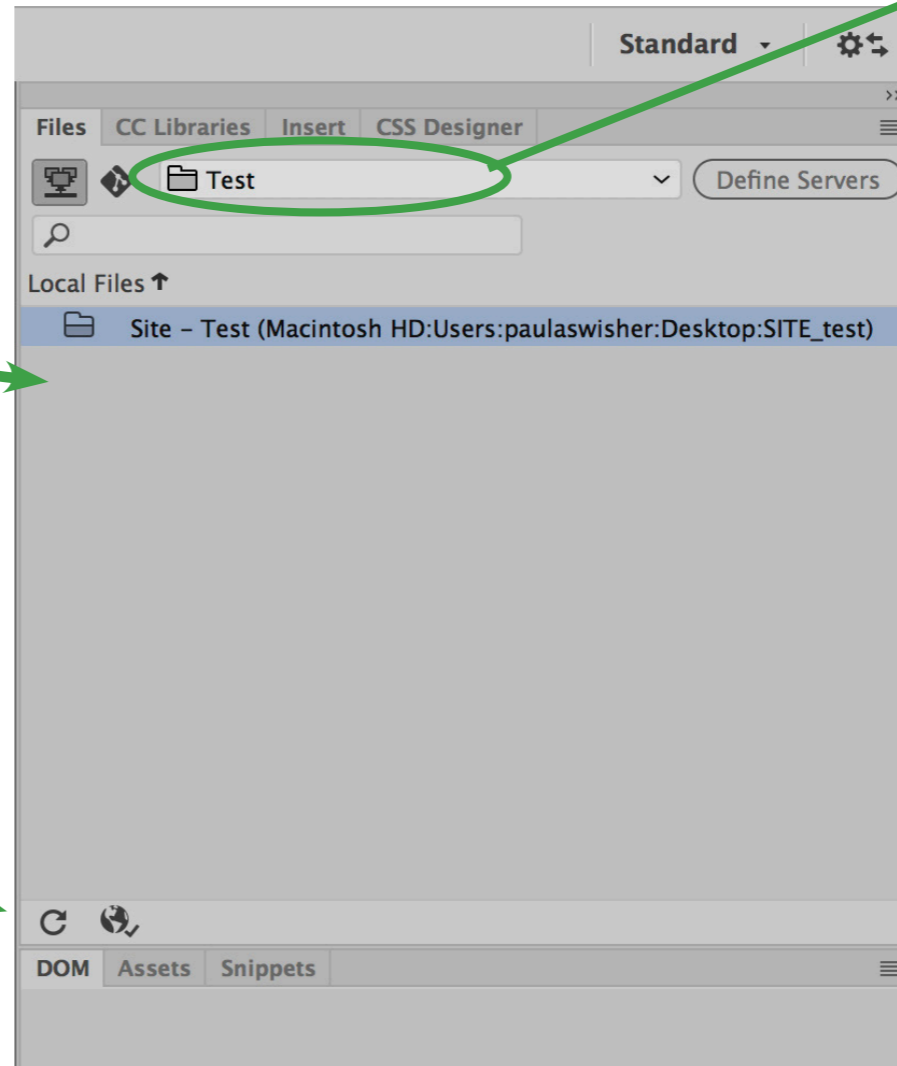 Standard
Files CC Libraries Insert CSS Designer
Test Define Servers
Local Files
Site – Test (Macintosh HD:Users:paulaswisher:Desktop:SITE_test)
DOM Assets Snippets